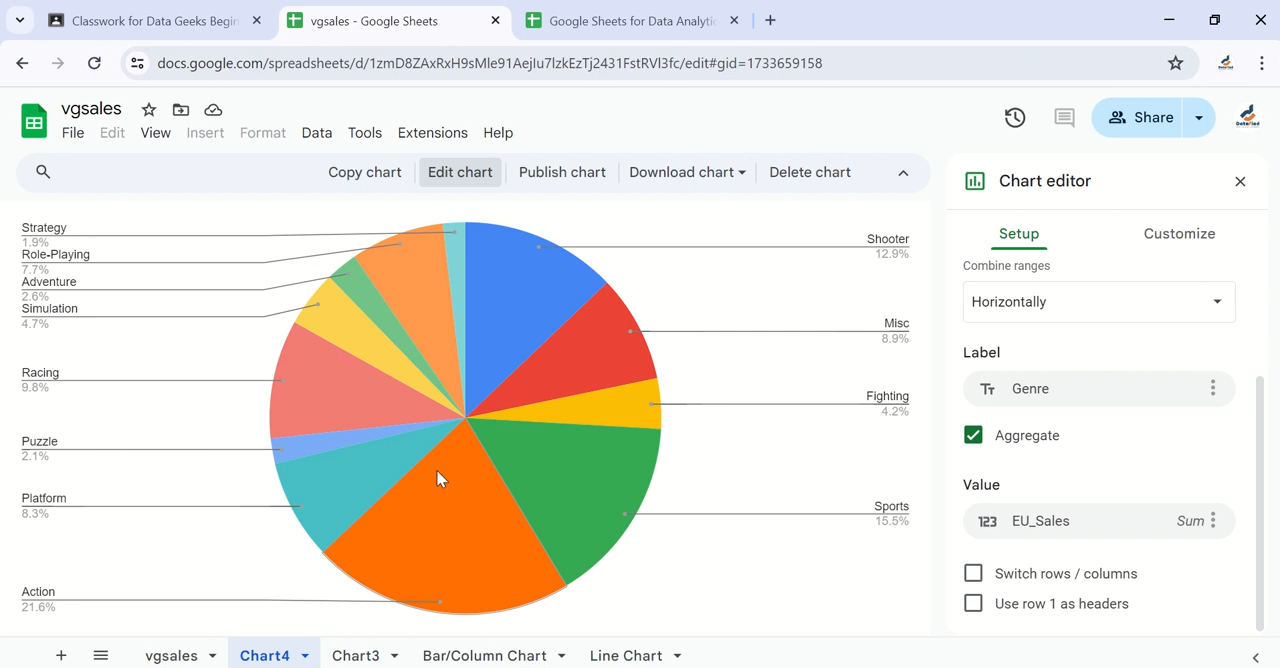 Classwork for Data Geeks Begin
vgsales - Google Sheets
Google Sheets for Data Analytic
docs.google.com/spreadsheets/d/1zmD8ZAxRxH9sMle91Aejlu7lzkEzTj2431FstRVl3fc/edit#gid=1733659158
vgsales
File Edit View Insert Format Data Tools Extensions Help
Share
Copy chart Edit chart Publish chart Download chart Delete chart
Chart editor
Setup Customize
Combine ranges
Horizontally
Label
Tт Genre
Aggregate
Value
123 EU_Sales Sum
Switch rows / columns
Use row 1 as headers
Strategy
1.9%
Role-Playing
7.7%
Adventure
2.6%
Simulation
4.7%
Racing
9.8%
Puzzle
2.1%
Platform
8.3%
Action
21.6%
Shooter
12.9%
Misc
8.9%
Fighting
4.2%
Sports
15.5%
vgsales Chart4 Chart3 Bar/Column Chart Line Chart